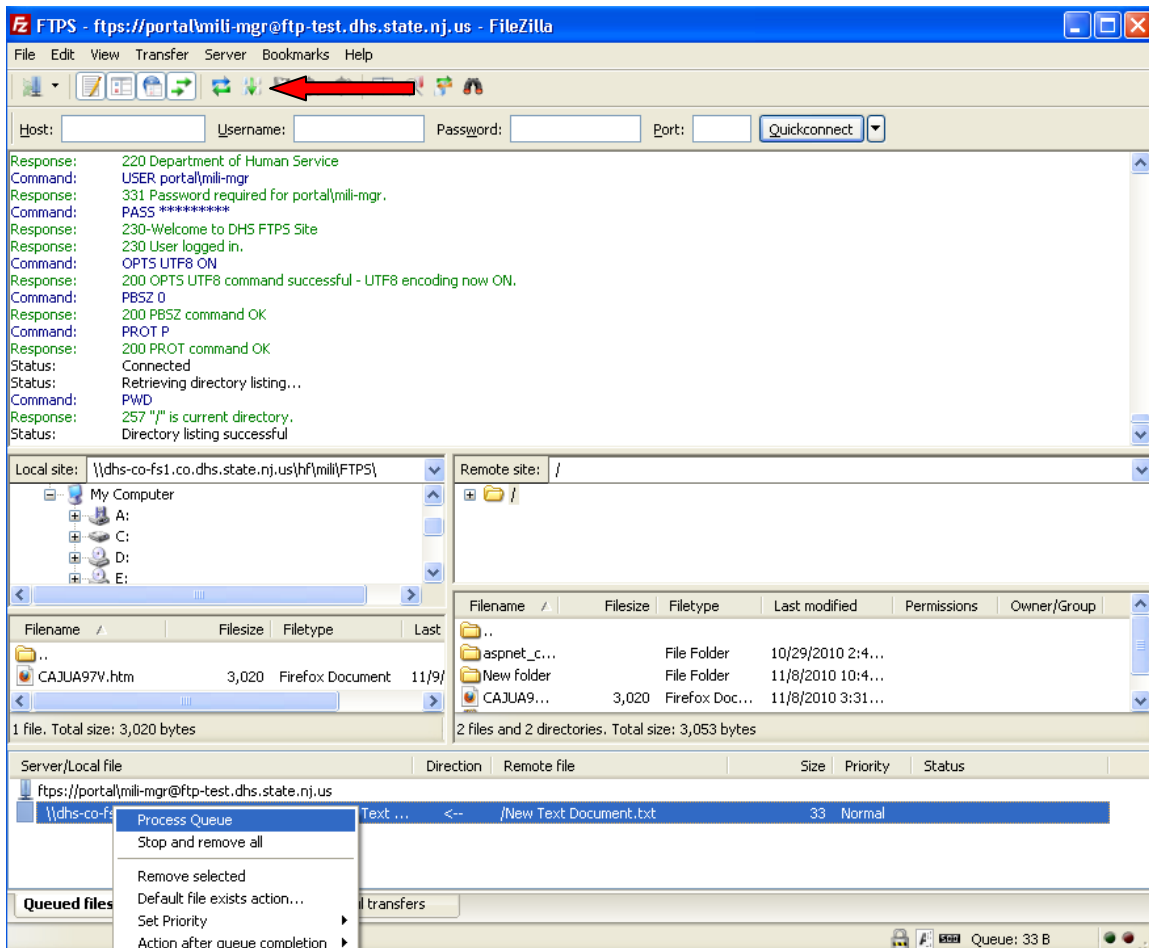 FTPS - ftps://portal\mili-mgr@ftp-test.dhs.state.nj.us - FileZilla
File Edit View Transfer Server Bookmarks Help
Host: Username: Password: Port: Quickconnect
Response: 220 Department of Human Service
Command: USER portal\mili-mgr
Response: 331 Password required for portal\mili-mgr.
Command: PASS *********
Response: 230-Welcome to DHS FTPS Site
Response: 230 User logged in.
Command: OPTS UTF8 ON
Response: 200 OPTS UTF8 command successful - UTF8 encoding now ON.
Command: PBSZ 0
Response: 200 PBSZ command OK
Command: PROT P
Response: 200 PROT command OK
Status: Connected
Status: Retrieving directory listing...
Command: PWD
Response: 257 "/" is current directory.
Status: Directory listing successful
Local site: \\dhs-co-fs1.co.dhs.state.nj.us\hf\mili\FTPS\
My Computer
A:
C:
D:
E:
Filename Filesize Filetype Last
..
CAJUA97V.htm 3,020 Firefox Document 11/9/
1 file. Total size: 3,020 bytes
Remote site: /
/
Filename Filesize Filetype Last modified Permissions Owner/Group
..
aspnet_c... File Folder 10/29/2010 2:4...
New folder File Folder 11/8/2010 10:4...
CAJUA9... 3,020 Firefox Doc... 11/8/2010 3:31...
2 files and 2 directories. Total size: 3,053 bytes
Server/Local file Direction Remote file Size Priority Status
ftps://portal\mili-mgr@ftp-test.dhs.state.nj.us
\\dhs-co-fs Text ... <-- /New Text Document.txt 33 Normal
Process Queue
Stop and remove all
Remove selected
Default file exists action...
Set Priority
Action after queue completion
Queued files l transfers
Queue: 33 B